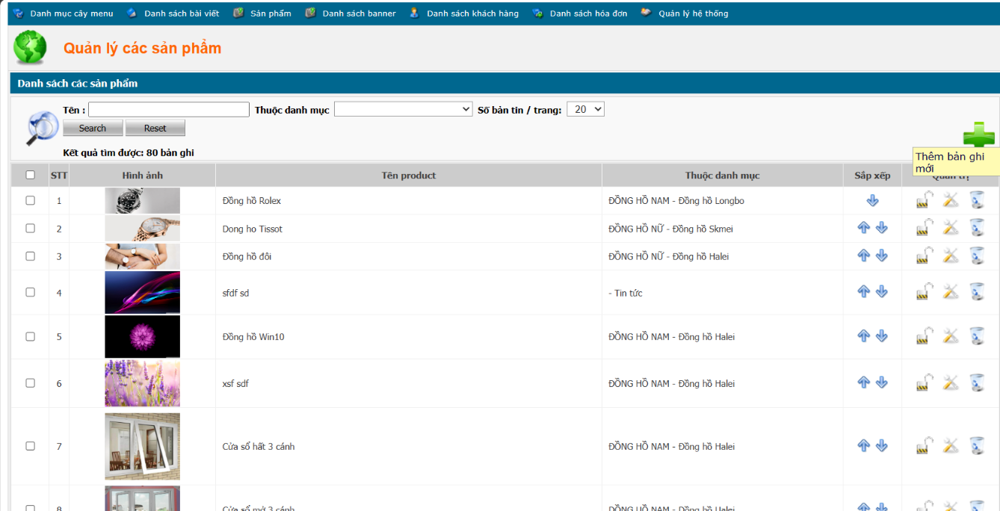 Danh mục cây menu Danh sách bài viết Sản phẩm Danh sách banner Danh sách khách hàng Danh sách hóa đơn Quản lý hệ thống
Quản lý các sản phẩm
Danh sách các sản phẩm
Tên : Thuộc danh mục Số bản tin / trang: 20
Search Reset
Kết quả tìm được: 80 bản ghi
Thêm bản ghi
mới
STT Hình ảnh Tên product Thuộc danh mục Sắp xếp Quản trị
1 Đồng hồ Rolex ĐỒNG HỒ NAM - Đồng hồ Longbo
2 Dong ho Tissot ĐỒNG HỒ NỮ - Đồng hồ Skmei
3 Đồng hồ đôi ĐỒNG HỒ NỮ - Đồng hồ Halei
4 sfdf sd - Tin tức
5 Đồng hồ Win10 ĐỒNG HỒ NAM - Đồng hồ Halei
6 xsf sdf ĐỒNG HỒ NAM - Đồng hồ Halei
7 Cửa sổ hất 3 cánh ĐỒNG HỒ NAM - Đồng hồ Halei
8 Cửa sổ mở 3 cánh ĐỒNG HỒ NAM - Đồng hồ Halei